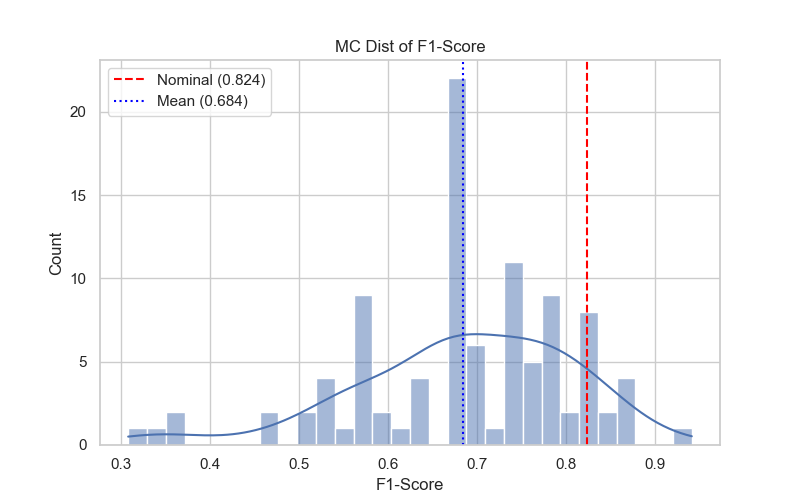 MC Dist of F1-Score
Nominal (0.824)
Mean (0.684)
Count
20
15
10
5
0
0.3 0.4 0.5 0.6 0.7 0.8 0.9
F1-Score